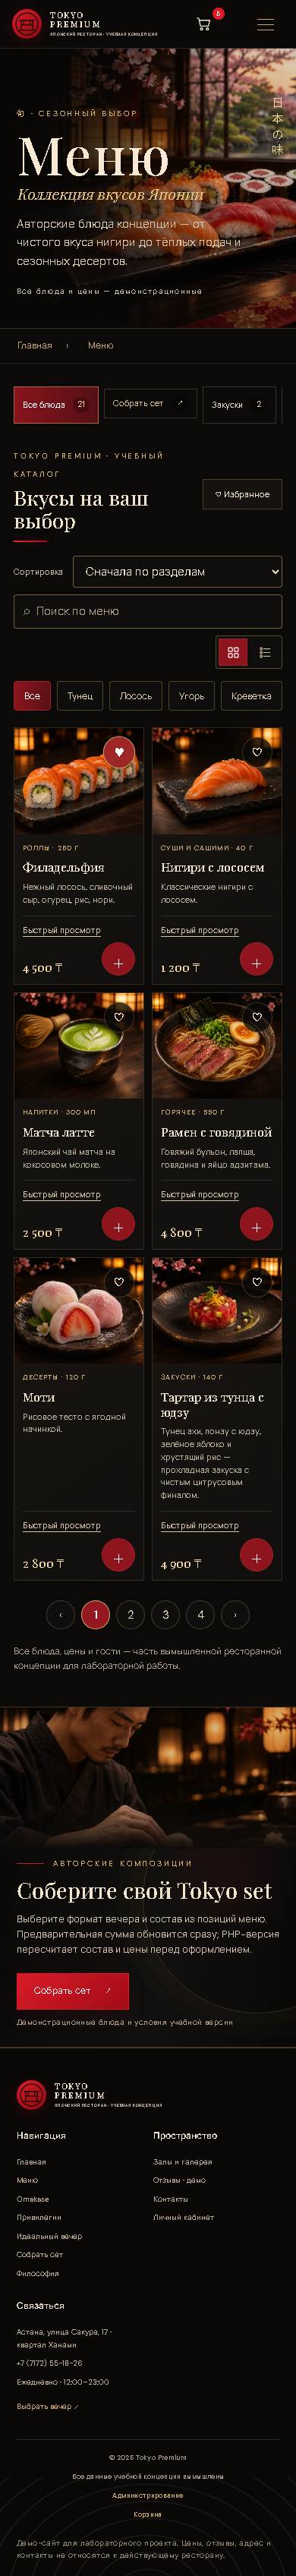 TOKYO
PREMIUM
ЯПОНСКИЙ РЕСТОРАН · УЧЕБНАЯ КОНЦЕПЦИЯ
5
旬 · СЕЗОННЫЙ ВЫБОР
日本の味
Меню
Коллекция вкусов Японии
Авторские блюда концепции — от
чистого вкуса нигири до тёплых подач и
сезонных десертов.
Все блюда и цены — демонстрационные
Главная › Меню
Все блюда 21
Собрать сет ↗
Закуски 2
TOKYO PREMIUM · УЧЕБНЫЙ
КАТАЛОГ
Вкусы на ваш
выбор
♡ Избранное
Сортировка
Сначала по разделам
Поиск по меню
Все
Тунец
Лосось
Угорь
Креветка
РОЛЛЫ · 280 Г
Филадельфия
Нежный лосось, сливочный
сыр, огурец, рис, нори.
Быстрый просмотр
4 500 ₸
+
СУШИ И САШИМИ · 40 Г
Нигири с лососем
Классические нигири с
лососем.
Быстрый просмотр
1 200 ₸
+
НАПИТКИ · 300 МЛ
Матча латте
Японский чай матча на
кокосовом молоке.
Быстрый просмотр
2 500 ₸
+
ГОРЯЧЕЕ · 550 Г
Рамен с говядиной
Говяжий бульон, лапша,
говядина и яйцо адзитама.
Быстрый просмотр
4 800 ₸
+
ДЕСЕРТЫ · 120 Г
Моти
Рисовое тесто с ягодной
начинкой.
Быстрый просмотр
2 800 ₸
+
ЗАКУСКИ · 140 Г
Тартар из тунца с
юдзу
Тунец ахи, понзу с юдзу,
зелёное яблоко и
хрустящий рис —
прохладная закуска с
чистым цитрусовым
финалом.
Быстрый просмотр
4 900 ₸
+
‹ 1 2 3 4 ›
Все блюда, цены и гости — часть вымышленной ресторанной
концепции для лабораторной работы.
АВТОРСКИЕ КОМПОЗИЦИИ
Соберите свой Tokyo set
Выберите формат вечера и состав из позиций меню.
Предварительная сумма обновится сразу; PHP-версия
пересчитает состав и цены перед оформлением.
Собрать сет ↗
Демонстрационные блюда и условия учебной версии
TOKYO
PREMIUM
ЯПОНСКИЙ РЕСТОРАН · УЧЕБНАЯ КОНЦЕПЦИЯ
Навигация
Главная
Меню
Omakase
Привилегии
Идеальный вечер
Собрать сет
Философия
Пространство
Залы и галерея
Отзывы · демо
Контакты
Личный кабинет
Связаться
Астана, улица Сакура, 17 ·
квартал Ханами
+7 (7172) 55-18-26
Ежедневно · 12:00–23:00
Выбрать вечер ↗
© 2026 Tokyo Premium
Все данные учебной концепции вымышлены
Администрирование
Корзина
Демо-сайт для лабораторного проекта. Цены, отзывы, адрес и
контакты не относятся к действующему ресторану.